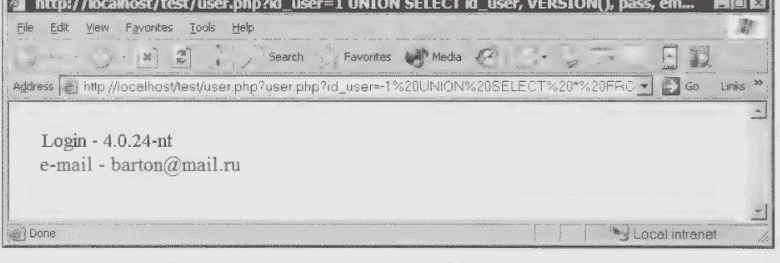 http://localhost/test/user.php?id_user=1 UNION SELECT id_user, VERSION(), pass, em...
File Edit View Favorites Tools Help
Search Favorites Media
Address http://localhost/test/user.php?user.php?id_user=-1%20UNION%20SELECT%20*%20FRO Go Links »
Login - 4.0.24-nt
e-mail - barton@mail.ru
Done Local intranet